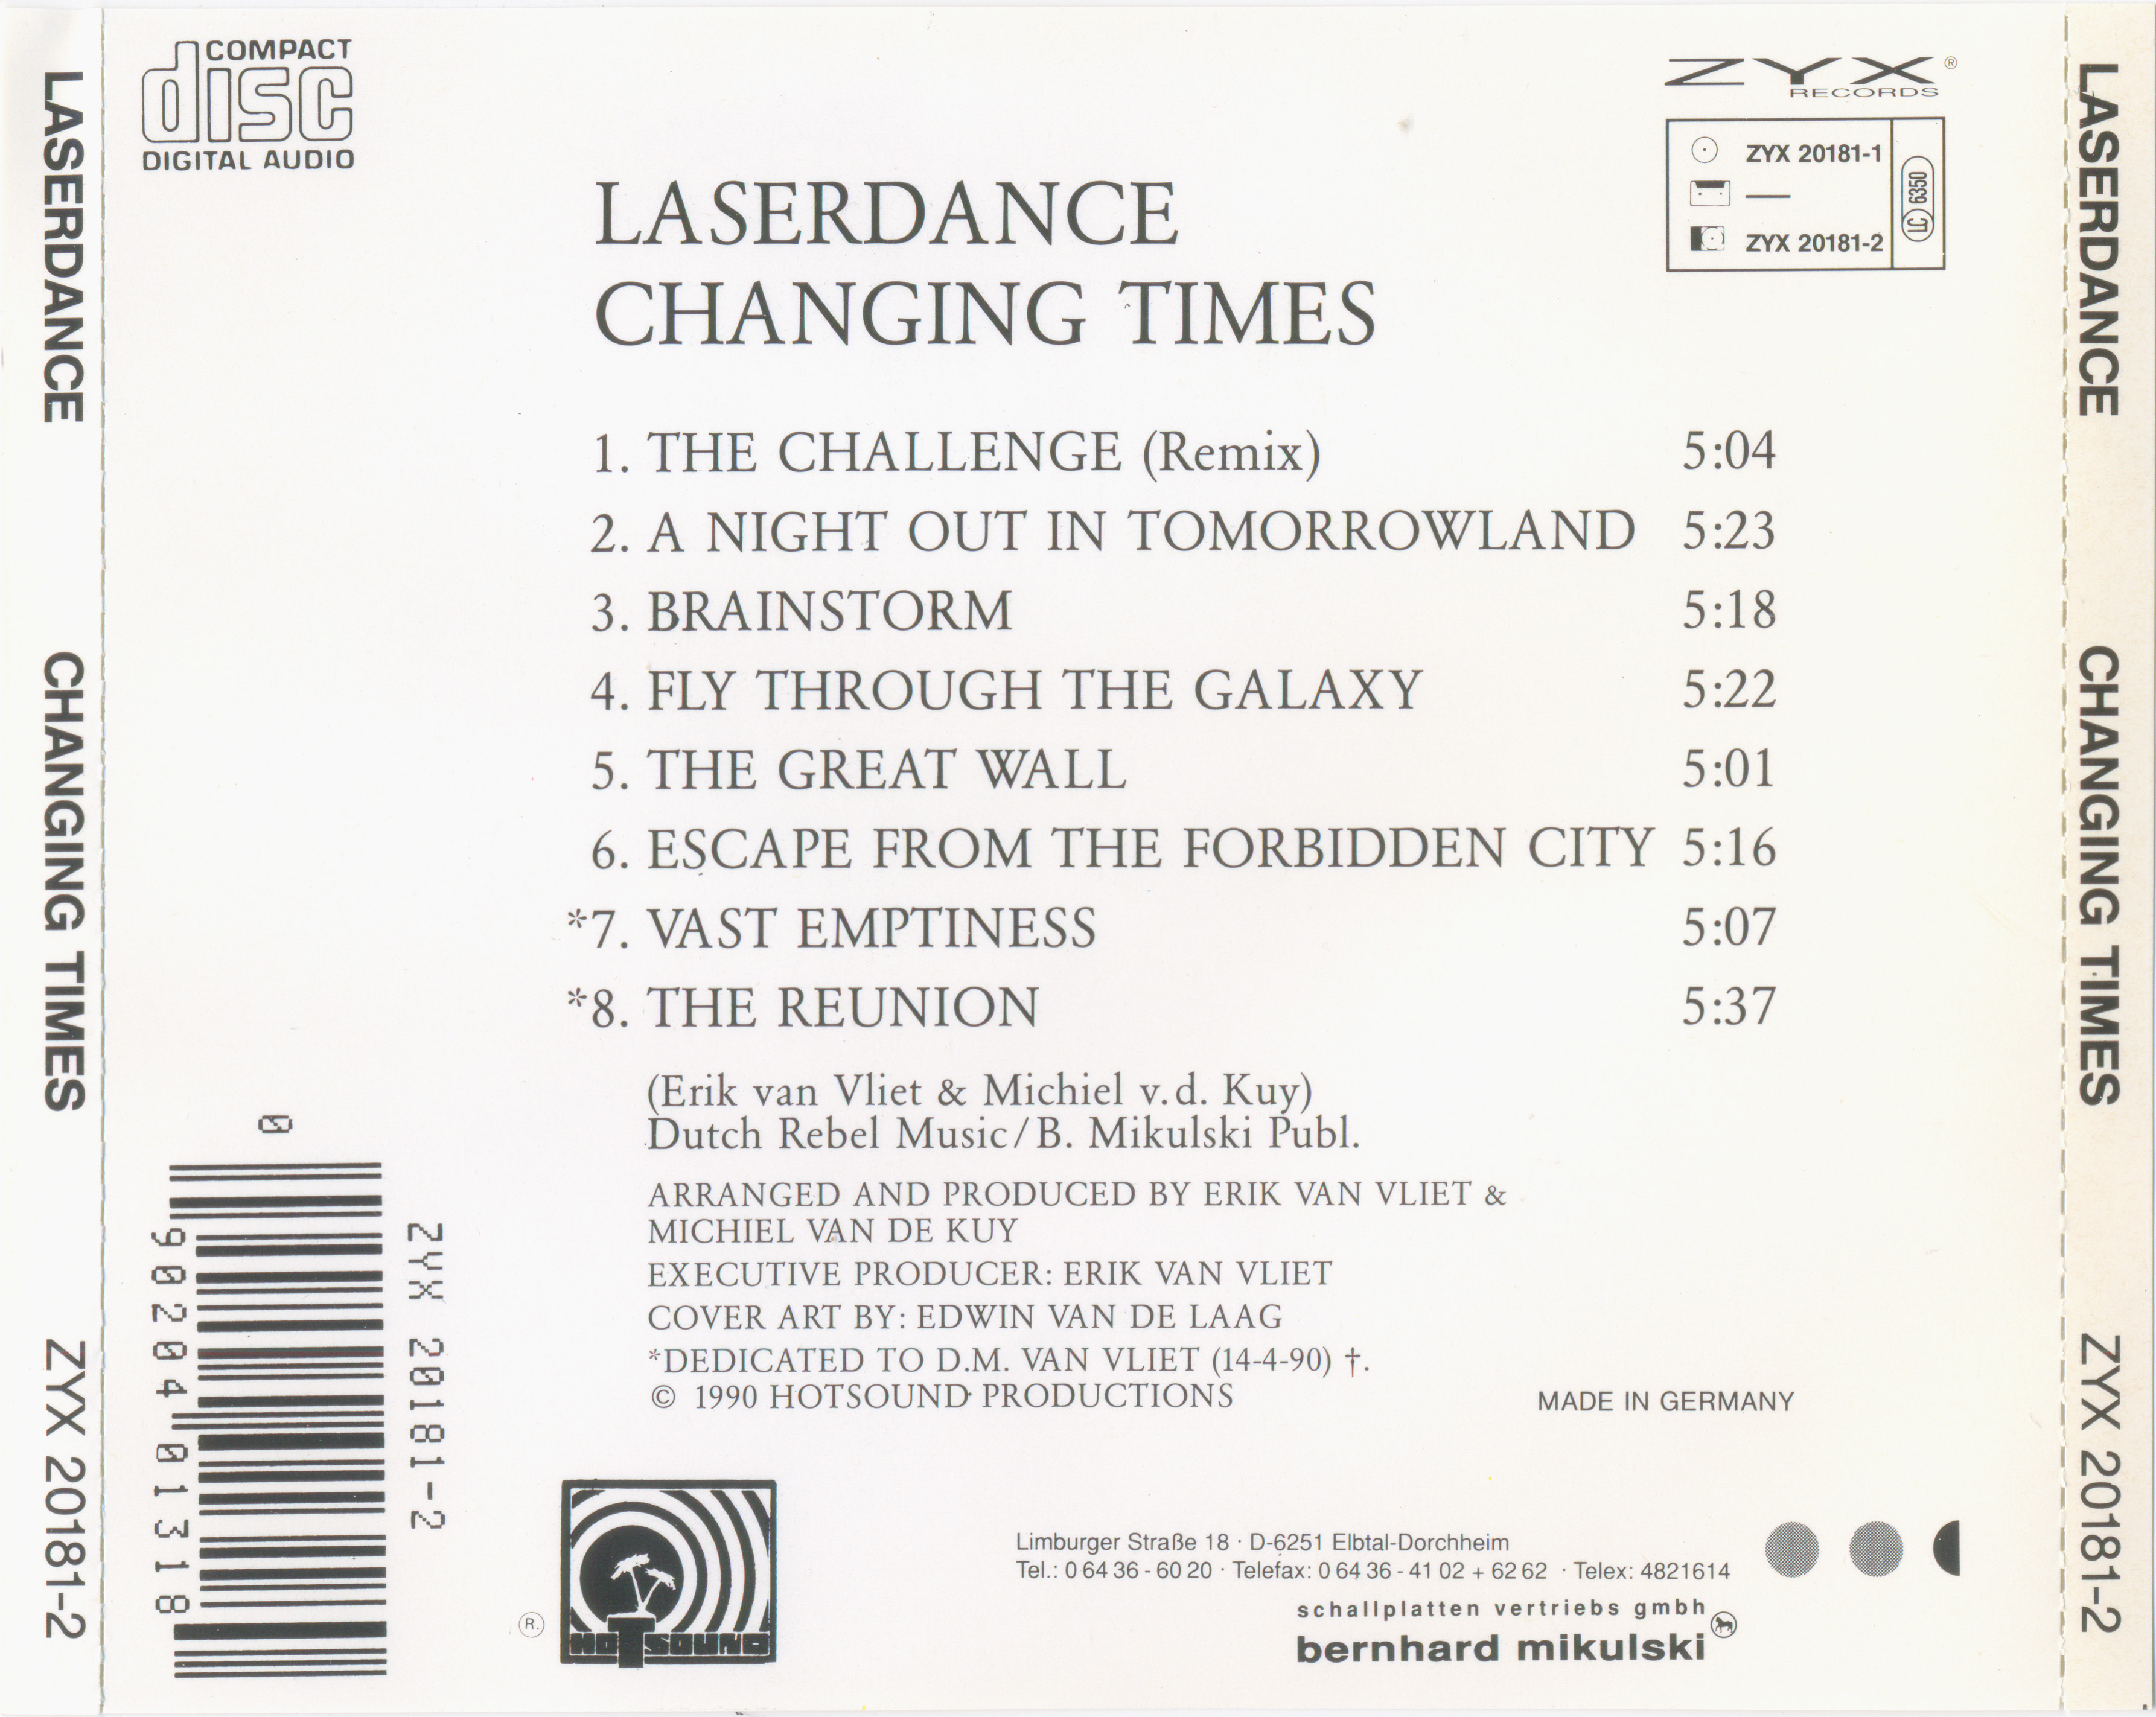 COMPACT
disc
DIGITAL AUDIO
ZYX®
RECORDS
ZYX 20181-1
—
ZYX 20181-2
LC 6350
LASERDANCE CHANGING TIMES ZYX 20181-2
LASERDANCE
CHANGING TIMES
1. THE CHALLENGE (Remix) 5:04
2. A NIGHT OUT IN TOMORROWLAND 5:23
3. BRAINSTORM 5:18
4. FLY THROUGH THE GALAXY 5:22
5. THE GREAT WALL 5:01
6. ESCAPE FROM THE FORBIDDEN CITY 5:16
*7. VAST EMPTINESS 5:07
*8. THE REUNION 5:37
(Erik van Vliet & Michiel v.d. Kuy)
Dutch Rebel Music/B. Mikulski Publ.
ARRANGED AND PRODUCED BY ERIK VAN VLIET &
MICHIEL VAN DE KUY
EXECUTIVE PRODUCER: ERIK VAN VLIET
COVER ART BY: EDWIN VAN DE LAAG
*DEDICATED TO D.M. VAN VLIET (14-4-90) †.
© 1990 HOTSOUND PRODUCTIONS
MADE IN GERMANY
0
90204 01318
ZYX 20181-2
R.
HOTSOUND
Limburger Straße 18 · D-6251 Elbtal-Dorchheim
Tel.: 0 64 36 - 60 20 · Telefax: 0 64 36 - 41 02 + 62 62 · Telex: 4821614
schallplatten vertriebs gmbh
bernhard mikulski
LASERDANCE CHANGING TIMES ZYX 20181-2